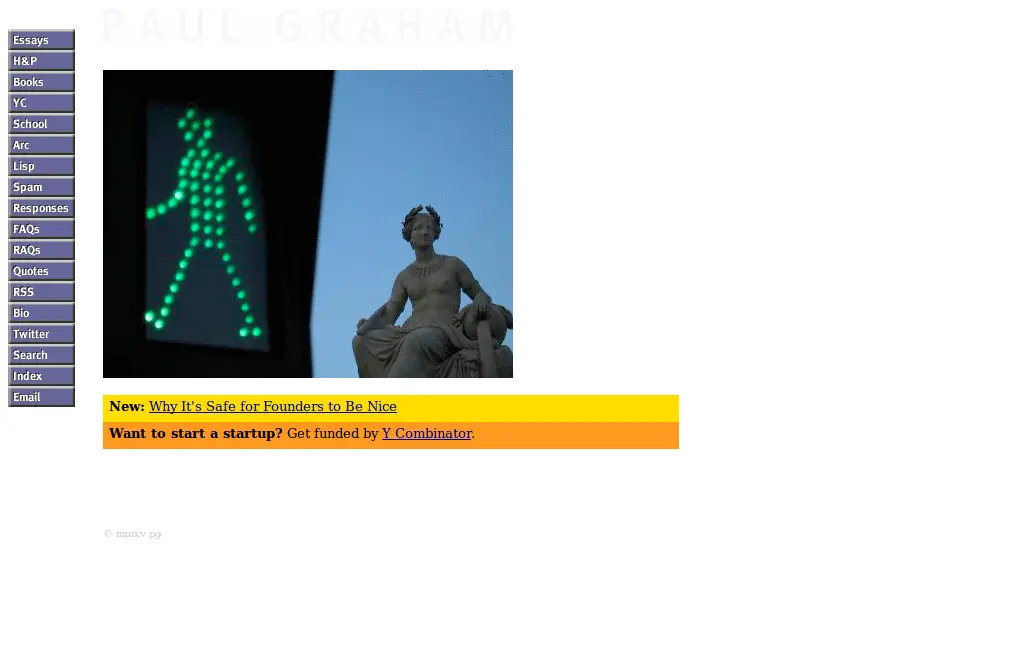 PAUL GRAHAM
Essays
H&P
Books
YC
School
Arc
Lisp
Spam
Responses
FAQs
RAQs
Quotes
RSS
Bio
Twitter
Search
Index
Email
New: Why It's Safe for Founders to Be Nice
Want to start a startup? Get funded by Y Combinator.
© mmxv pg